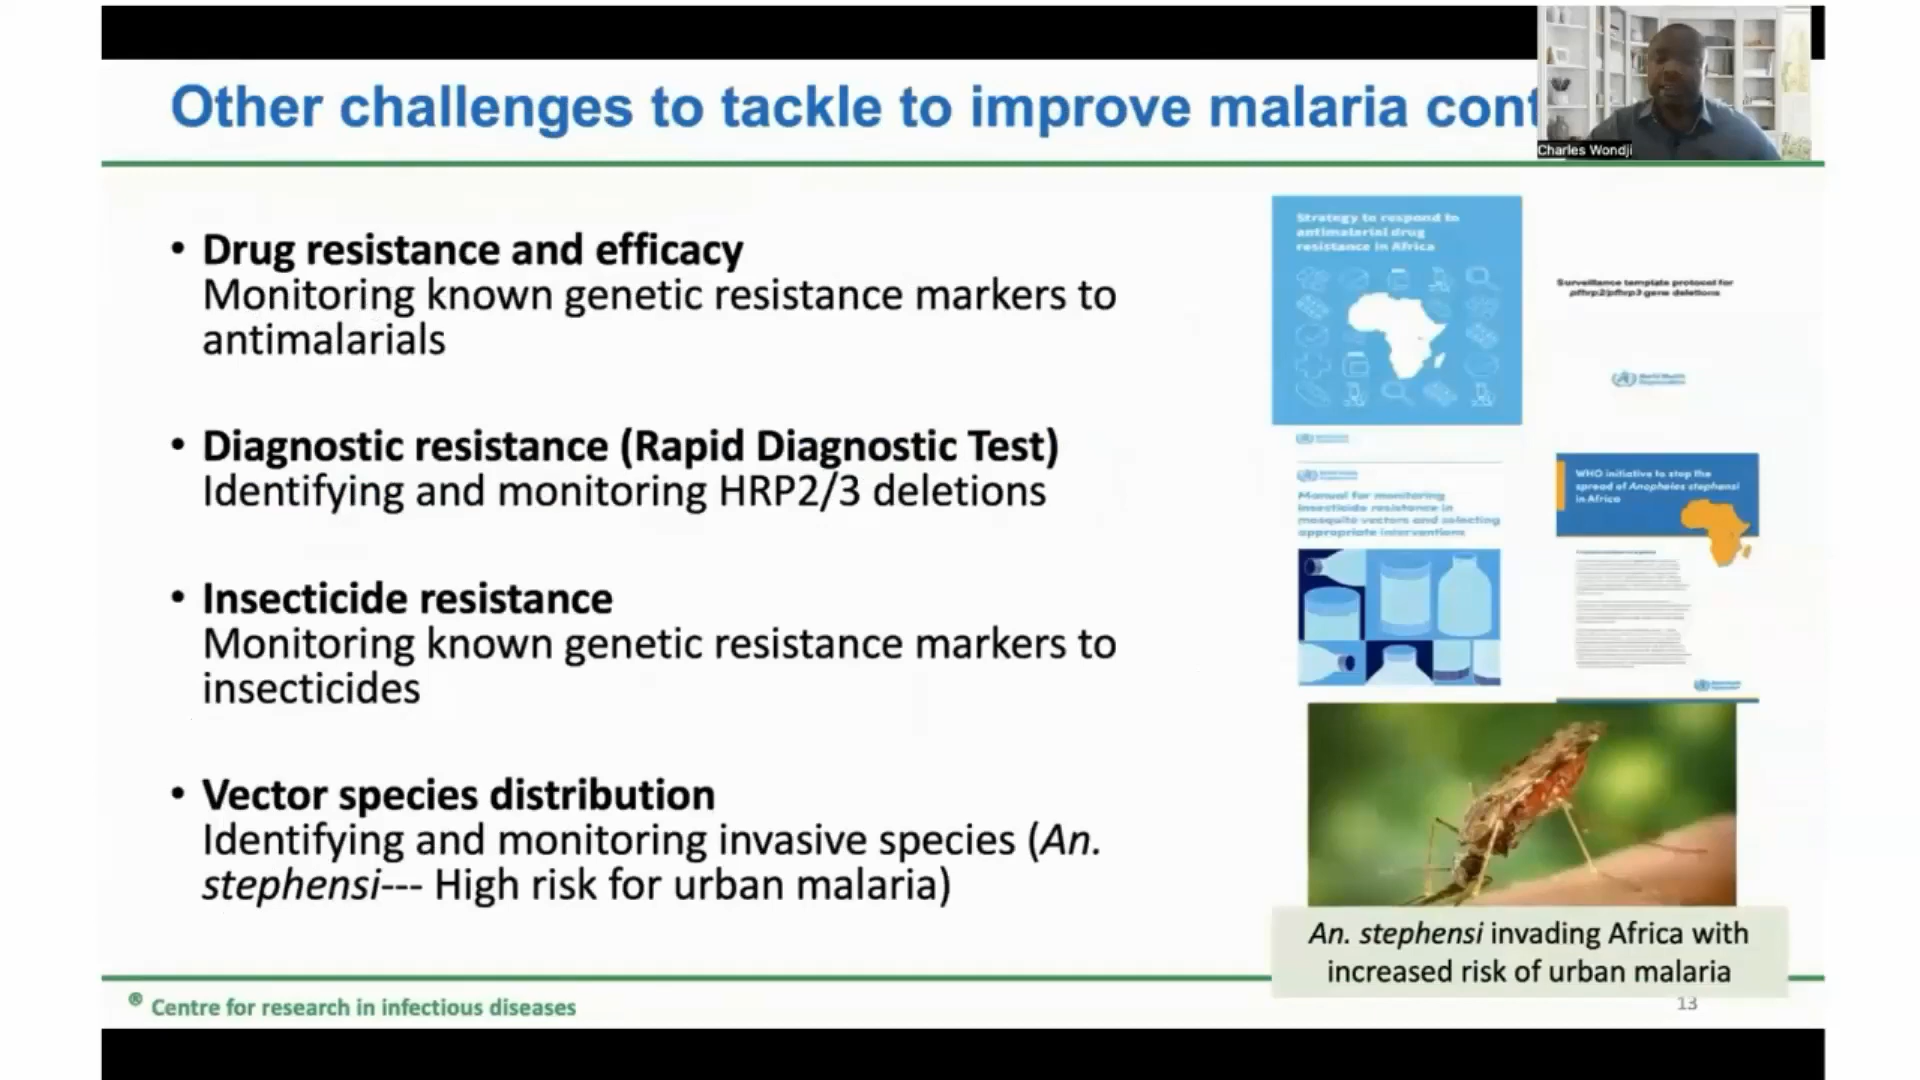 Other challenges to tackle to improve malaria cont
Charles Wondji
• Drug resistance and efficacy
Monitoring known genetic resistance markers to
antimalarials
• Diagnostic resistance (Rapid Diagnostic Test)
Identifying and monitoring HRP2/3 deletions
• Insecticide resistance
Monitoring known genetic resistance markers to
insecticides
• Vector species distribution
Identifying and monitoring invasive species (An.
stephensi--- High risk for urban malaria)
Strategy to respond to
antimalarial drug
resistance in Africa
Surveillance template protocol for
pfhrp2/pfhrp3 gene deletions
World Health
Organization
Manual for monitoring
insecticide resistance in
mosquito vectors and selecting
appropriate interventions
WHO initiative to stop the
spread of Anopheles stephensi
in Africa
An. stephensi invading Africa with
increased risk of urban malaria
® Centre for research in infectious diseases
13